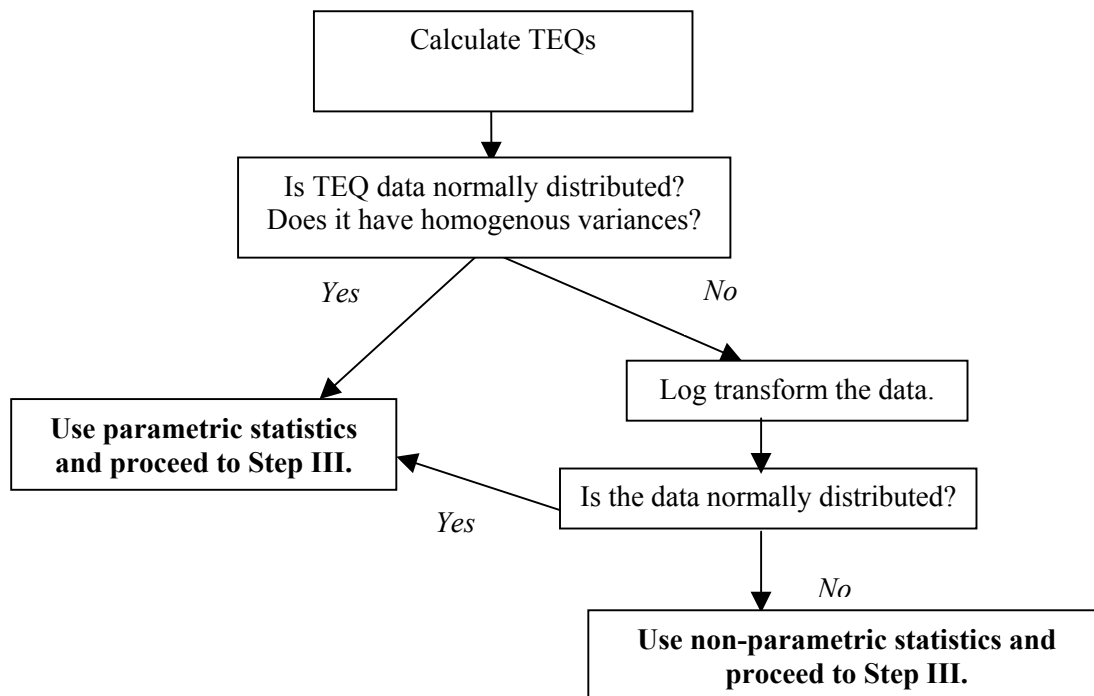 Calculate TEQs
Is TEQ data normally distributed?
Does it have homogenous variances?
Yes
No
Log transform the data.
Use parametric statistics
and proceed to Step III.
Is the data normally distributed?
Yes
No
Use non-parametric statistics and
proceed to Step III.